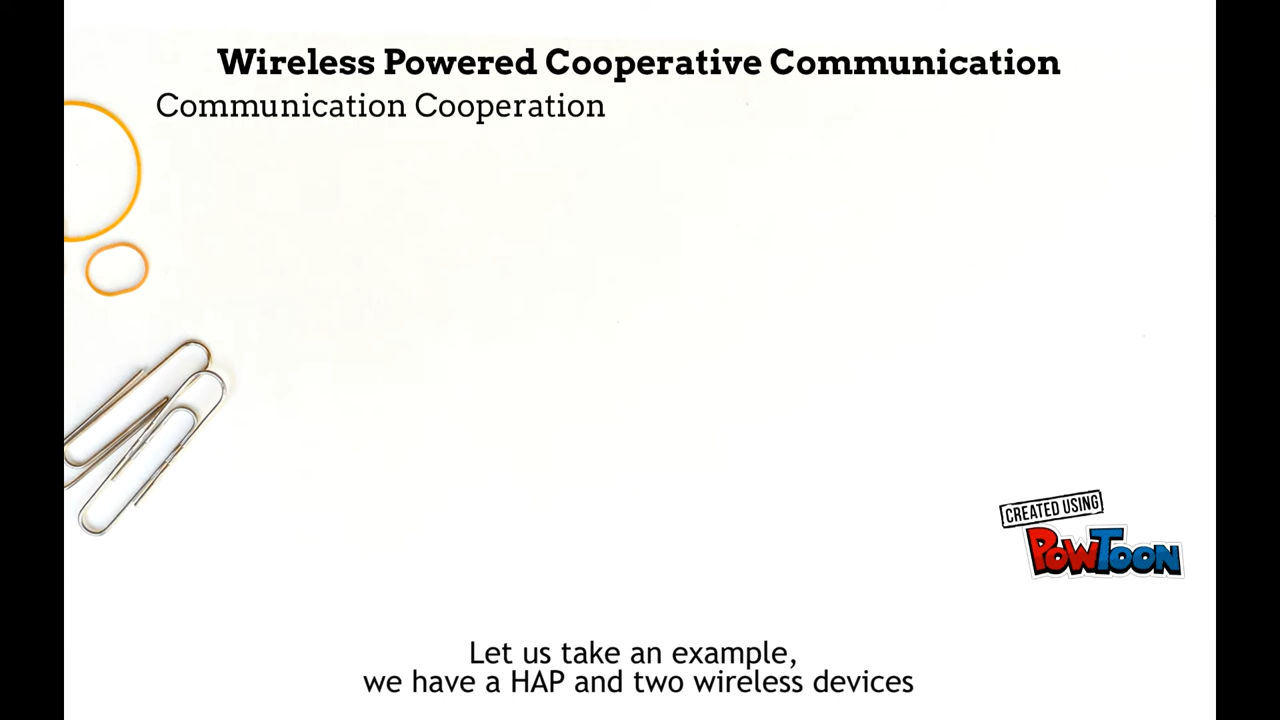 Wireless Powered Cooperative Communication
Communication Cooperation
CREATED USING
POWTOON
Let us take an example,
we have a HAP and two wireless devices